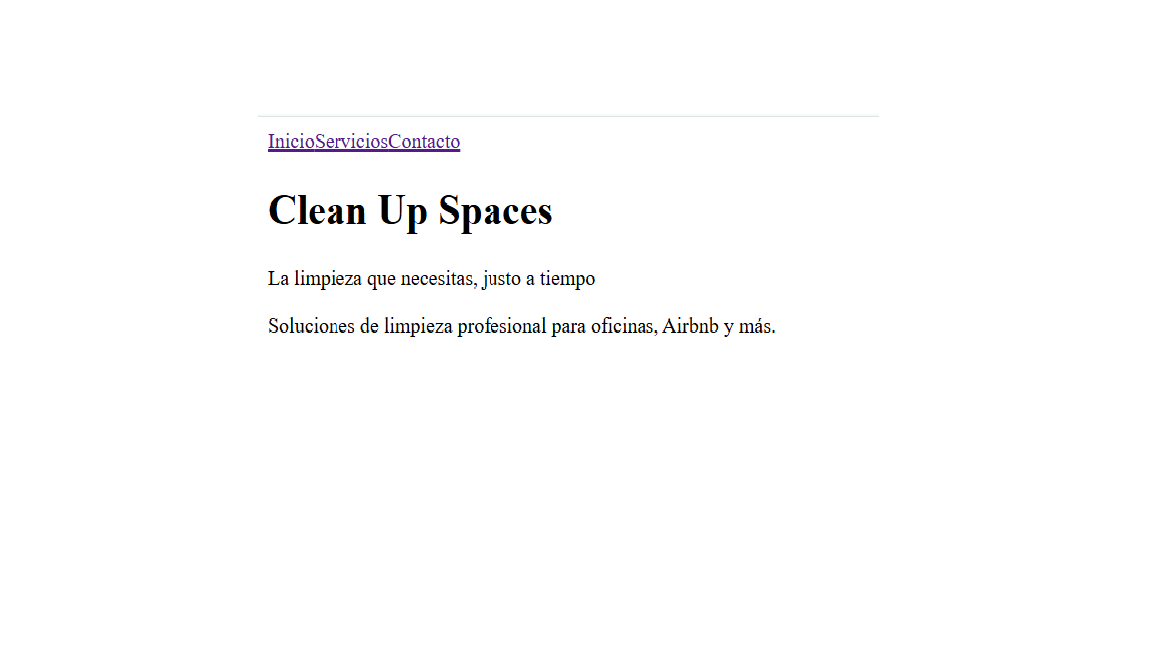 InicioServiciosContacto
Clean Up Spaces
La limpieza que necesitas, justo a tiempo
Soluciones de limpieza profesional para oficinas, Airbnb y más.